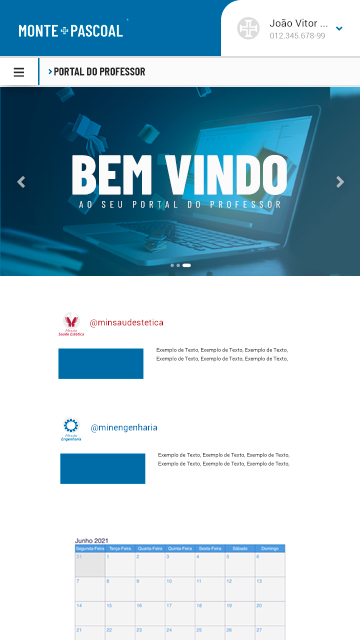 MONTE PASCOAL
João Vitor ...
012.345 678-99
PORTAL DO PROFESSOR
BEM VINDO
AO SEU PORTAL DO PROFESSOR
Saúde Estética
@minsaudestetica
Exemplo de Texto, Exemplo de Texto, Exemplo de Texto,
Exemplo de Texto, Exemplo de Texto. Exemplo de Texto,
Engenharia
@minengenharia
Exemplo de Texto, Exemplo de Texto, Exemplo de Texto,
Exemplo de Texto, Exemplo de Texto, Exemplo de Texto,
Junho 2021
Segunda-Feira Terça-Feira Quarta-Feira Quinta-Feira Sexta-Feira Sábado Domingo
31 1 2 3 4 5 6
7 8 9 10 11 12 13
14 15 16 17 18 19 20
21 22 23 24 25 26 27